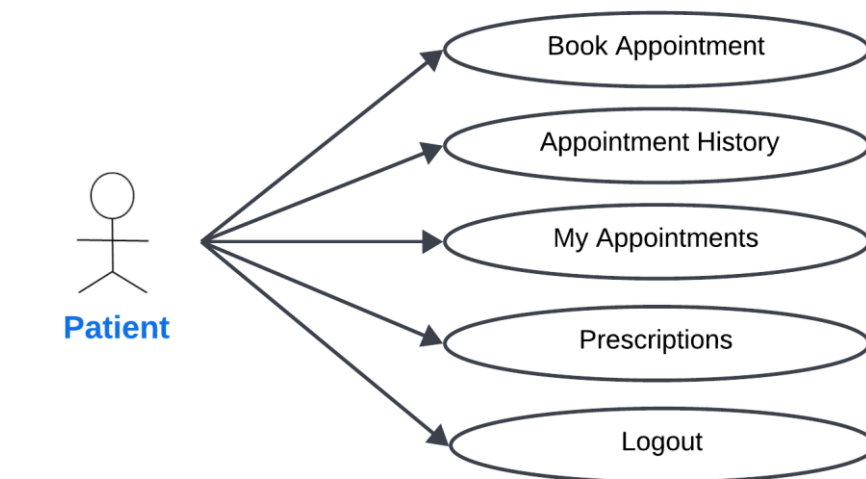 Book Appointment
Appointment History
My Appointments
Patient
Prescriptions
Logout